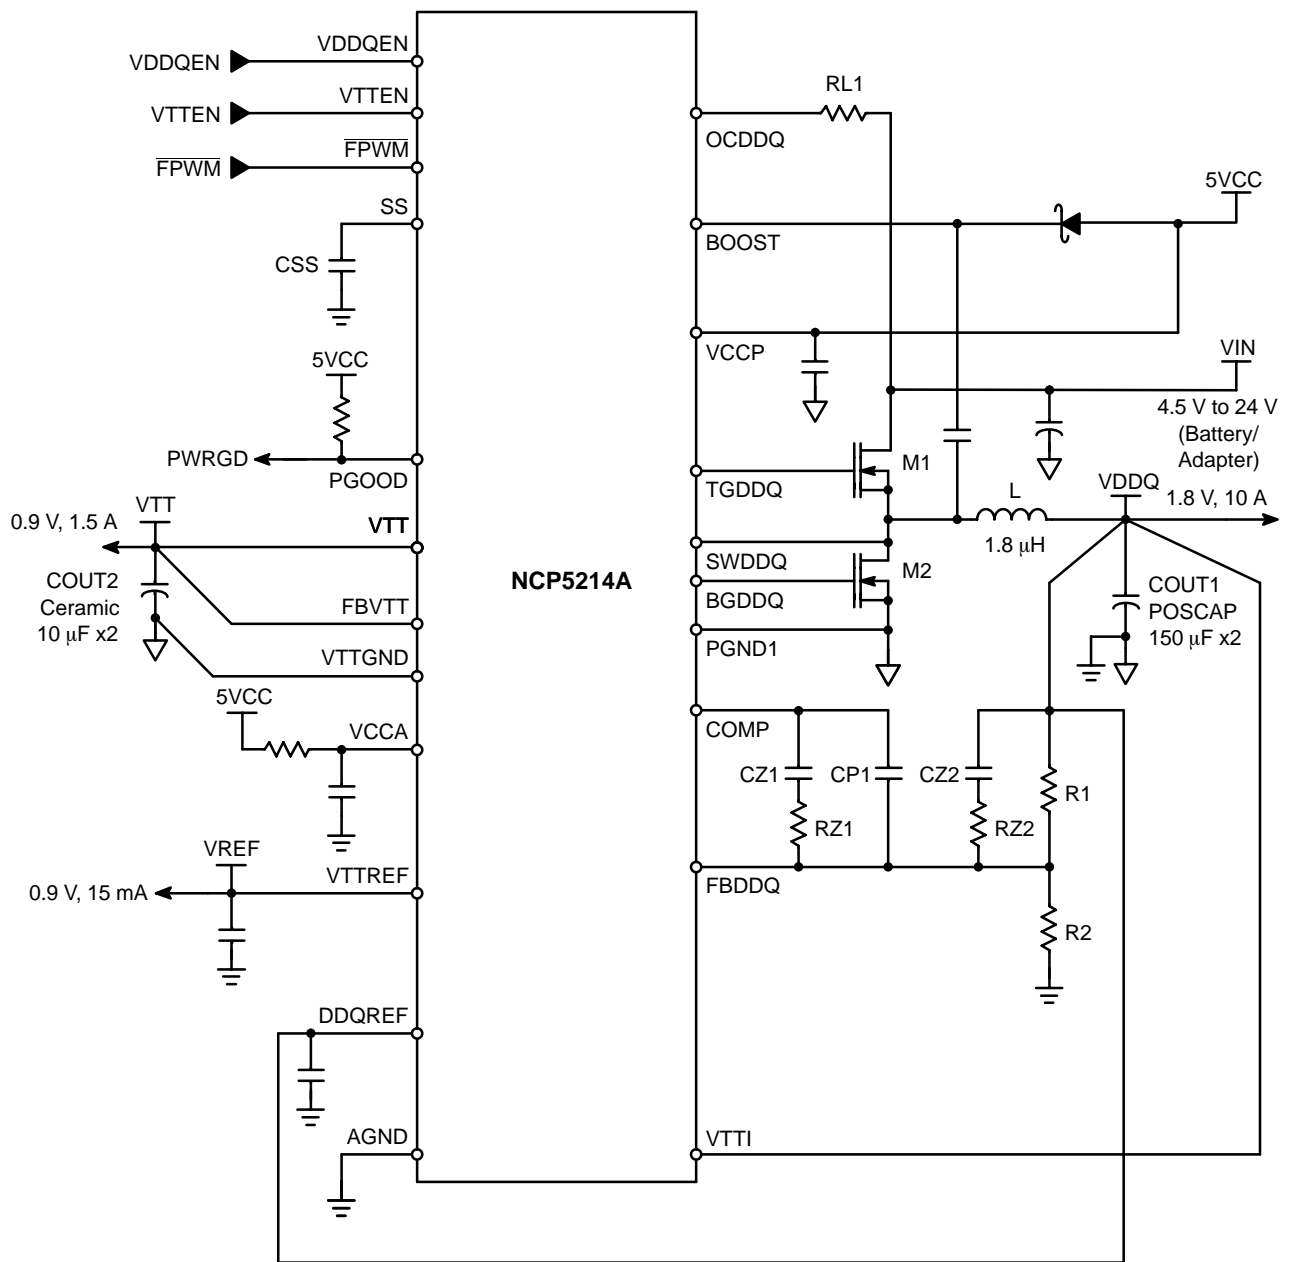 VDDQEN
VDDQEN
VTTEN
VTTEN
FPWM
FPWM
SS
CSS
5VCC
PWRGD
PGOOD
VTT
0.9 V, 1.5 A
VTT
COUT2
Ceramic
10 μF x2
FBVTT
VTTGND
5VCC
VCCA
VREF
0.9 V, 15 mA
VTTREF
DDQREF
AGND
NCP5214A
RL1
OCDDQ
5VCC
BOOST
VCCP
VIN
4.5 V to 24 V
(Battery/
Adapter)
M1
TGDDQ
L
1.8 μH
VDDQ
1.8 V, 10 A
SWDDQ
M2
BGDDQ
PGND1
COUT1
POSCAP
150 μF x2
COMP
CZ1
CP1
CZ2
R1
RZ1
RZ2
FBDDQ
R2
VTTI